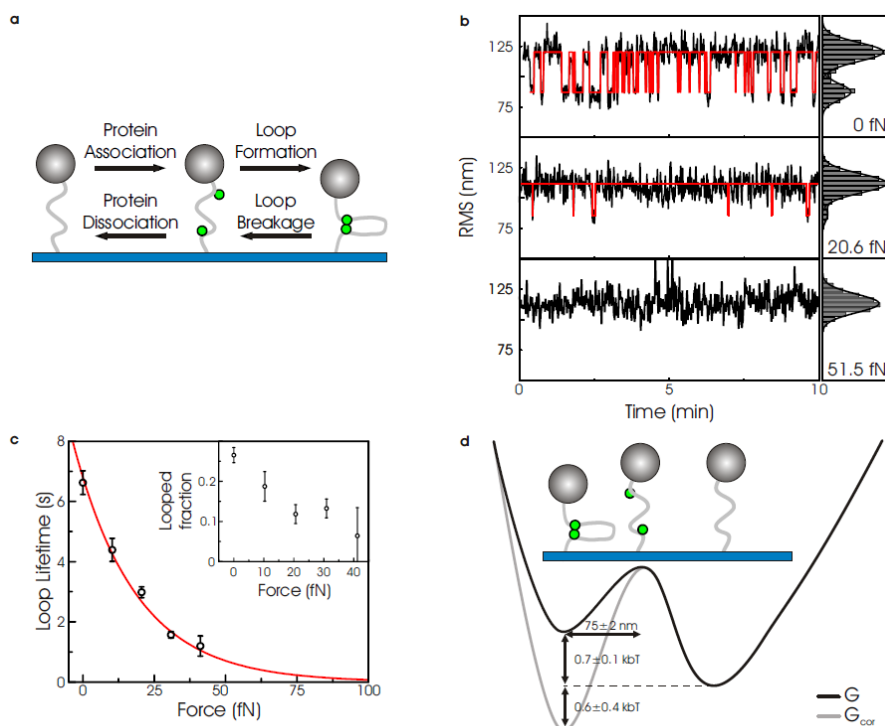 a
Protein
Association
Loop
Formation
Protein
Dissociation
Loop
Breakage
b
125
75
0 fN
125
75
20.6 fN
125
75
51.5 fN
RMS (nm)
0
5
10
Time (min)
c
8
6
4
2
0
Loop Lifetime (s)
0
25
50
75
100
Force (fN)
0.2
0.1
0
Looped
fraction
0
10
20
30
40
Force (fN)
d
75±2 nm
0.7±0.1 kbT
0.6±0.4 kbT
G
Gcor